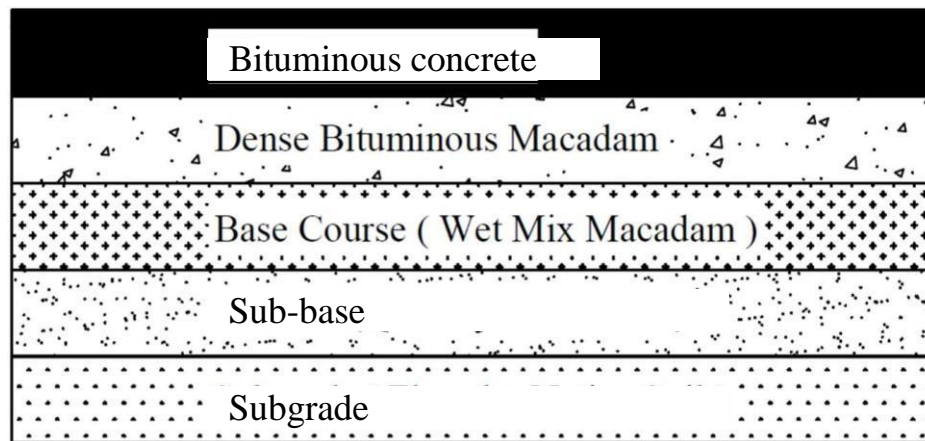 Bituminous concrete
Dense Bituminous Macadam
Base Course ( Wet Mix Macadam )
Sub-base
Subgrade